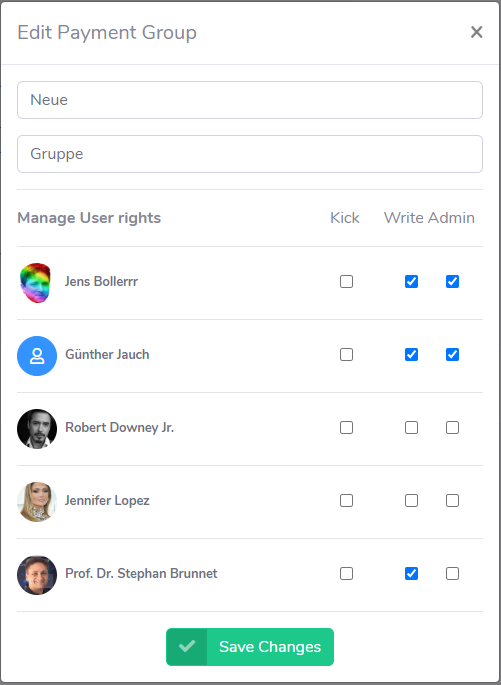 Edit Payment Group ×
Neue
Gruppe
Manage User rights Kick Write Admin
Jens Bollerrr
Günther Jauch
Robert Downey Jr.
Jennifer Lopez
Prof. Dr. Stephan Brunnet
Save Changes